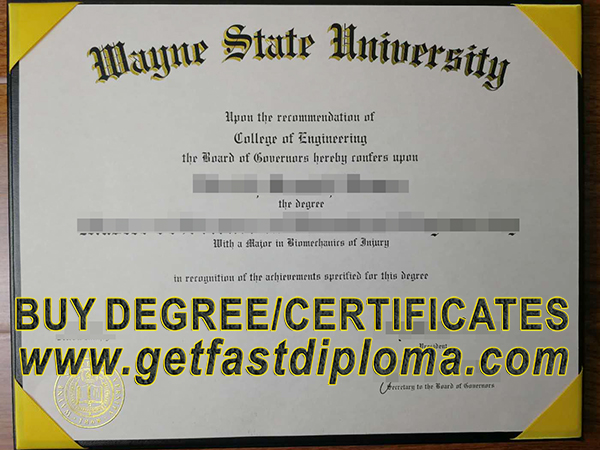 Wayne State University
Upon the recommendation of
College of Engineering
the Board of Governors hereby confers upon
the degree
With a Major in Biomechanics of Injury
in recognition of the achievements specified for this degree
BUY DEGREE/CERTIFICATES
www.getfastdiploma.com
President
Secretary to the Board of Governors